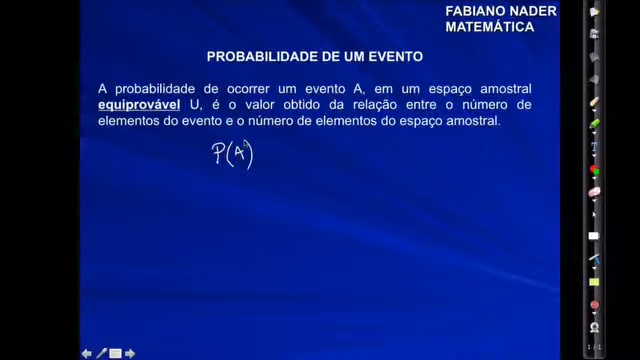 FABIANO NADER
MATEMÁTICA
PROBABILIDADE DE UM EVENTO
A probabilidade de ocorrer um evento A, em um espaço amostral
equiprovável U, é o valor obtido da relação entre o número de
elementos do evento e o número de elementos do espaço amostral.
P(A)
1/1